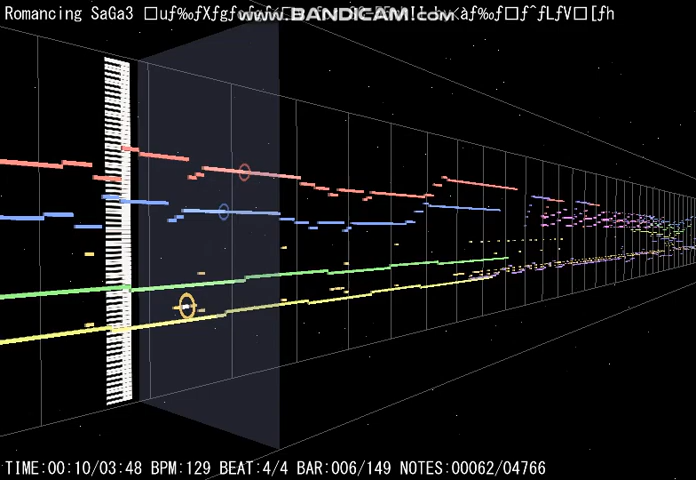 Romancing SaGa3
www.BANDICAM.com
TIME:00:10/03:48 BPM:129 BEAT:4/4 BAR:006/149 NOTES:00062/04766